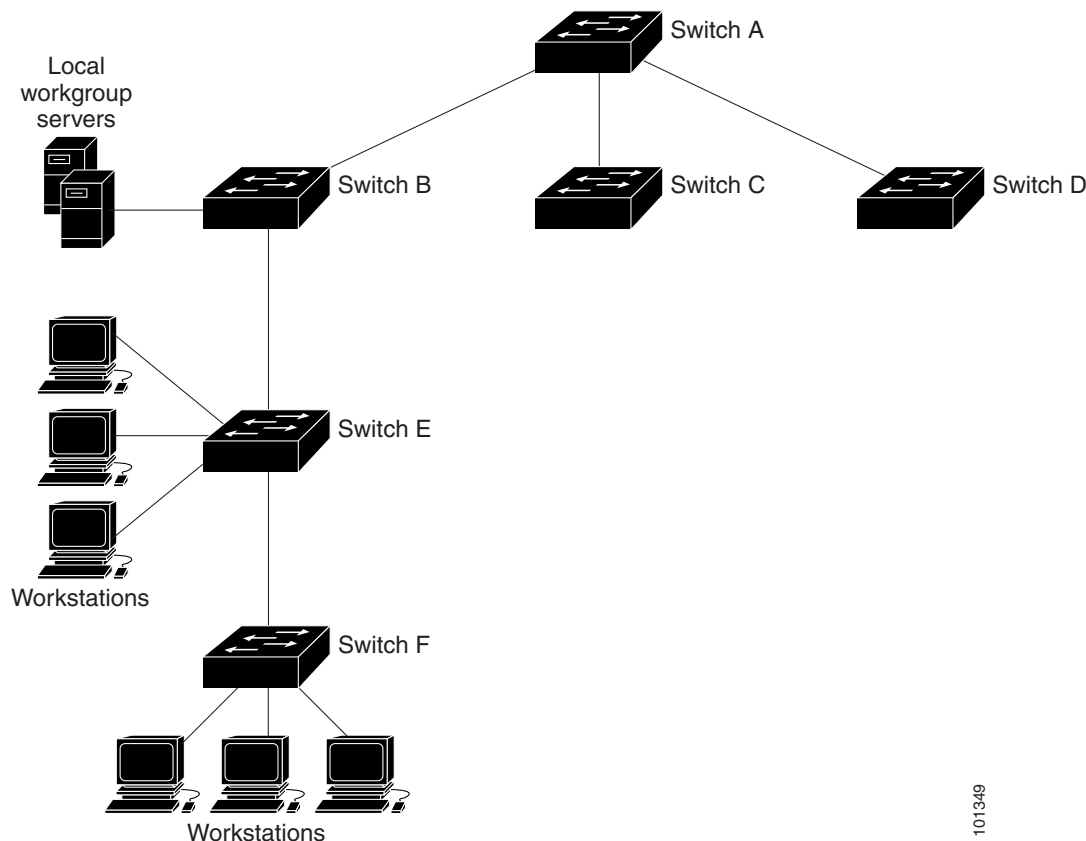 Switch A
Local
workgroup
servers
Switch B
Switch C
Switch D
Switch E
Workstations
Switch F
Workstations
101349